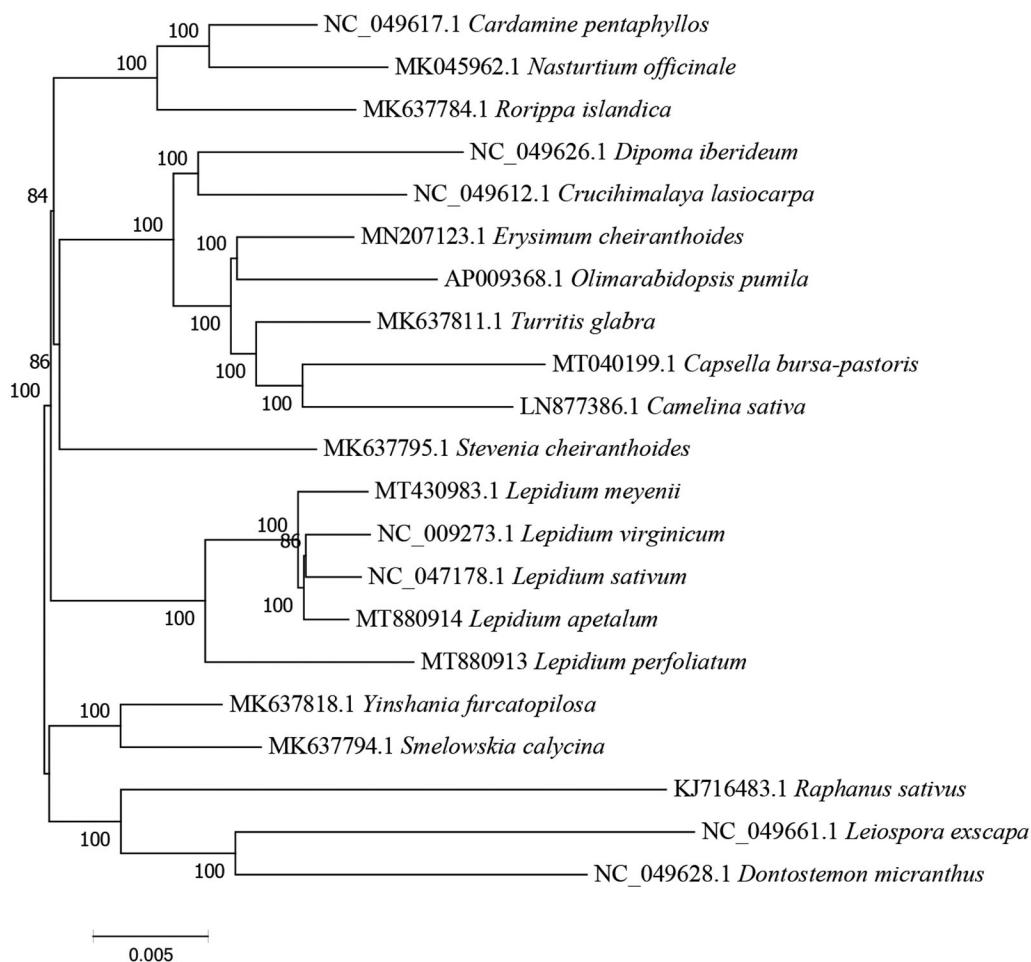 NC_049617.1 Cardamine pentaphyllos
100
MK045962.1 Nasturtium officinale
100
MK637784.1 Rorippa islandica
NC_049626.1 Dipoma iberideum
100
NC_049612.1 Crucihimalaya lasiocarpa
84
100
MN207123.1 Erysimum cheiranthoides
100
AP009368.1 Olimarabidopsis pumila
100
MK637811.1 Turritis glabra
86
100
MT040199.1 Capsella bursa-pastoris
100
100
LN877386.1 Camelina sativa
MK637795.1 Stevenia cheiranthoides
MT430983.1 Lepidium meyenii
100
86
NC_009273.1 Lepidium virginicum
NC_047178.1 Lepidium sativum
100
100
MT880914 Lepidium apetalum
MT880913 Lepidium perfoliatum
100
MK637818.1 Yinshania furcatopilosa
MK637794.1 Smelowskia calycina
KJ716483.1 Raphanus sativus
100
NC_049661.1 Leiospora exscapa
100
NC_049628.1 Dontostemon micranthus
0.005